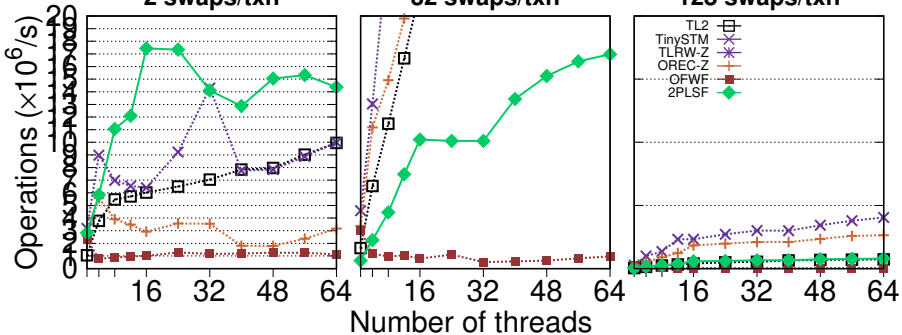 2 swaps/txn
32 swaps/txn
128 swaps/txn
Operations (×10⁶/s)
20
19
18
17
16
15
14
13
12
11
10
9
8
7
6
5
4
3
2
1
0
TL2
TinySTM
TLRW-Z
OREC-Z
OFWF
2PLSF
16 32 48 64
16 32 48 64
16 32 48 64
Number of threads